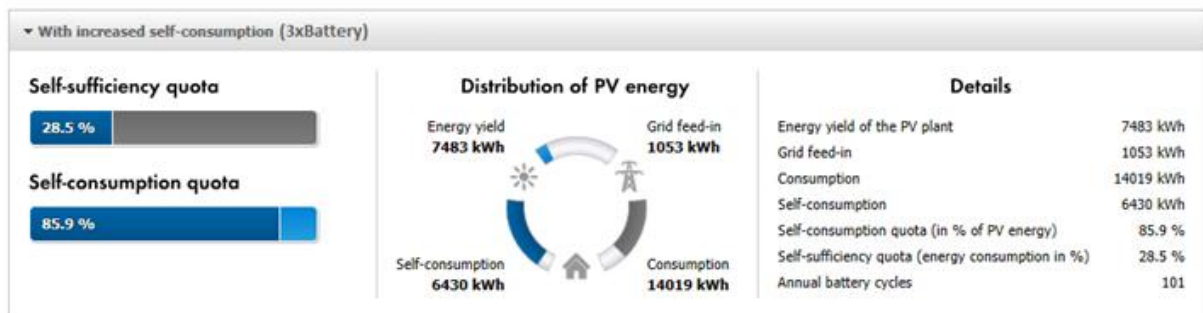 With increased self-consumption (3xBattery)
Self-sufficiency quota
28.5 %
Self-consumption quota
85.9 %
Distribution of PV energy
Energy yield
7483 kWh
Grid feed-in
1053 kWh
Self-consumption
6430 kWh
Consumption
14019 kWh
Details
Energy yield of the PV plant 7483 kWh
Grid feed-in 1053 kWh
Consumption 14019 kWh
Self-consumption 6430 kWh
Self-consumption quota (in % of PV energy) 85.9 %
Self-sufficiency quota (energy consumption in %) 28.5 %
Annual battery cycles 101